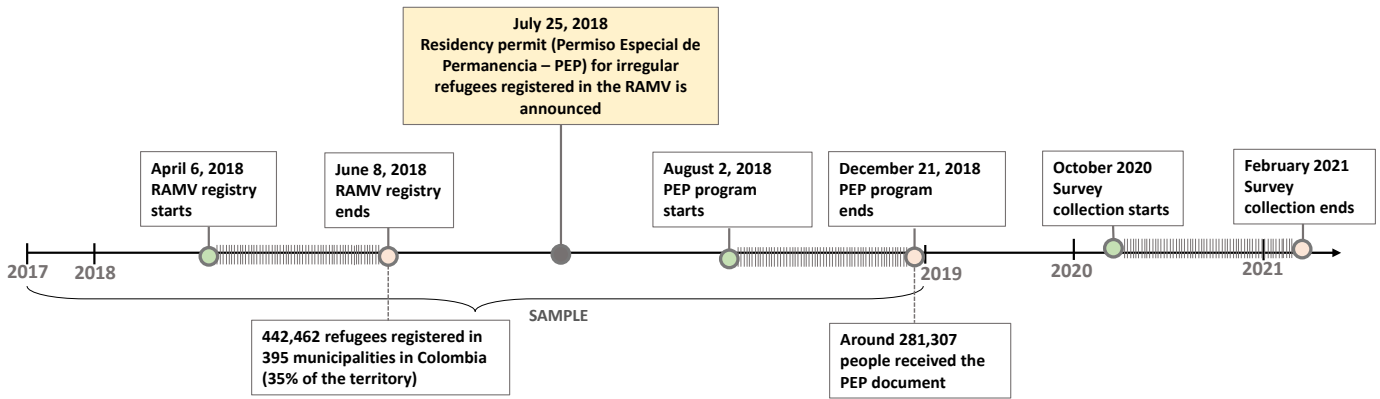 July 25, 2018
Residency permit (Permiso Especial de
Permanencia – PEP) for irregular
refugees registered in the RAMV is
announced
April 6, 2018
RAMV registry
starts
June 8, 2018
RAMV registry
ends
August 2, 2018
PEP program
starts
December 21, 2018
PEP program
ends
October 2020
Survey
collection starts
February 2021
Survey
collection ends
2017
2018
2019
2020
2021
SAMPLE
442,462 refugees registered in
395 municipalities in Colombia
(35% of the territory)
Around 281,307
people received the
PEP document